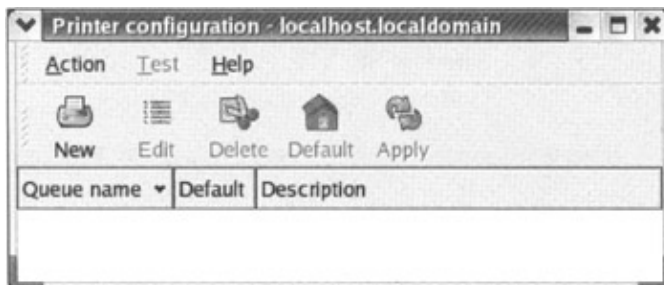 Printer configuration - localhost.localdomain
Action Test Help
New Edit Delete Default Apply
Queue name Default Description